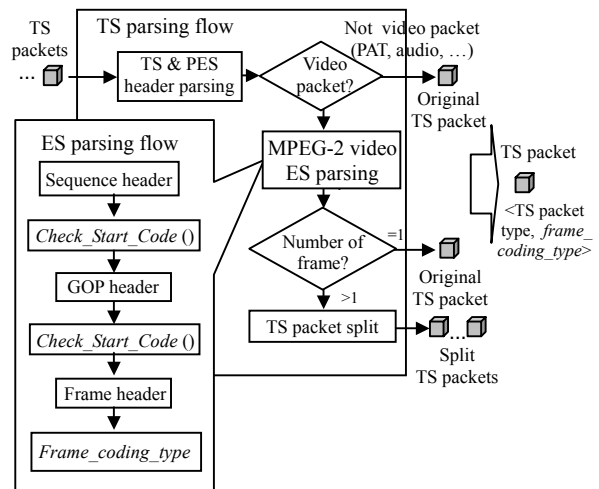 TS
packets
...
TS parsing flow
TS & PES
header parsing
Video
packet?
Not video packet
(PAT, audio, …)
Original
TS packet
MPEG-2 video
ES parsing
Number of
frame?
=1
Original
TS packet
>1
TS packet split
...
Split
TS packets
TS packet
<TS packet
type, frame_
coding_type>
ES parsing flow
Sequence header
Check_Start_Code ()
GOP header
Check_Start_Code ()
Frame header
Frame_coding_type